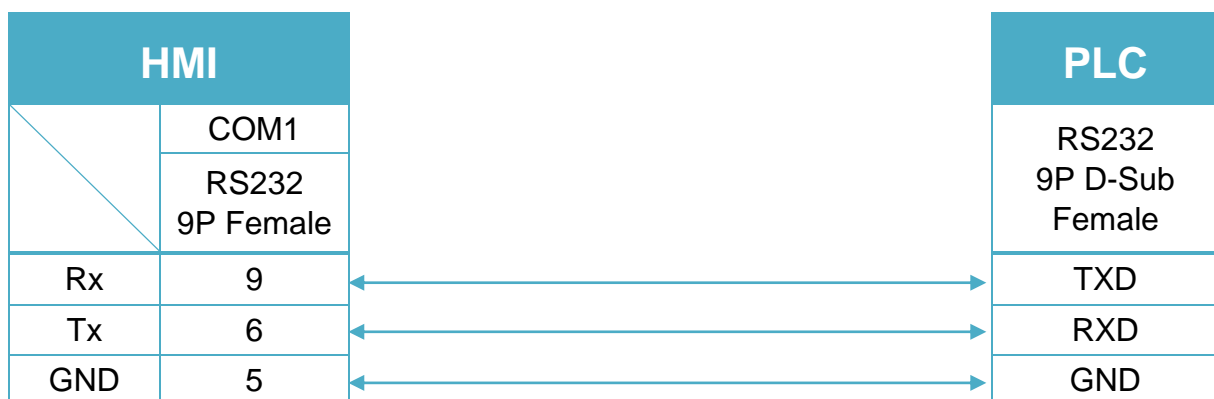 HMI
PLC
COM1
RS232
9P Female
RS232
9P D-Sub
Female
Rx 9 TXD
Tx 6 RXD
GND 5 GND